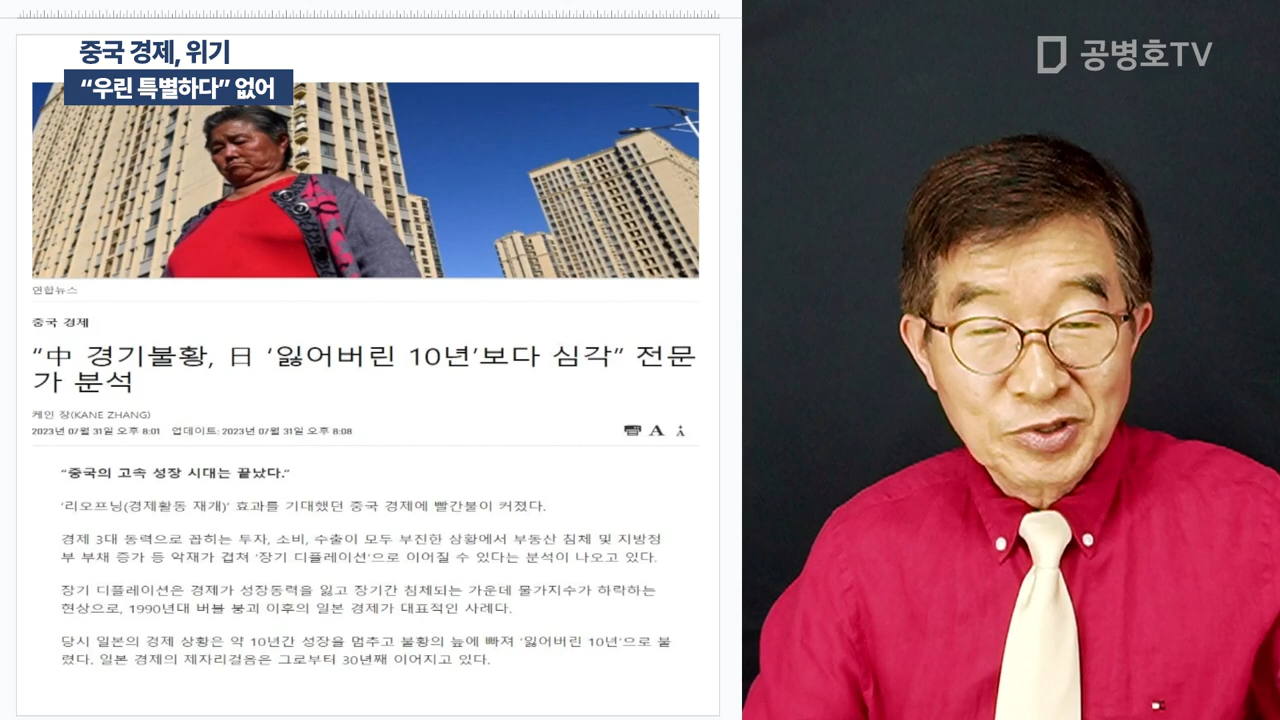 중국 경제, 위기
“우린 특별하다” 없어
공병호TV
연합뉴스
중국 경제
“中 경기불황, 日 ‘잃어버린 10년’보다 심각” 전문
가 분석
케인 장(KANE ZHANG)
2023년 07월 31일 오후 8:01 업데이트: 2023년 07월 31일 오후 8:08
A A
“중국의 고속 성장 시대는 끝났다.”
‘리오프닝(경제활동 재개)’ 효과를 기대했던 중국 경제에 빨간불이 커졌다.
경제 3대 동력으로 꼽히는 투자, 소비, 수출이 모두 부진한 상황에서 부동산 침체 및 지방정
부 부채 증가 등 악재가 겹쳐 ‘장기 디플레이션’으로 이어질 수 있다는 분석이 나오고 있다.
장기 디플레이션은 경제가 성장동력을 잃고 장기간 침체되는 가운데 물가지수가 하락하는
현상으로, 1990년대 버블 붕괴 이후의 일본 경제가 대표적인 사례다.
당시 일본의 경제 상황은 약 10년간 성장을 멈추고 불황의 늪에 빠져 ‘잃어버린 10년’으로 불
렸다. 일본 경제의 제자리걸음은 그로부터 30년째 이어지고 있다.